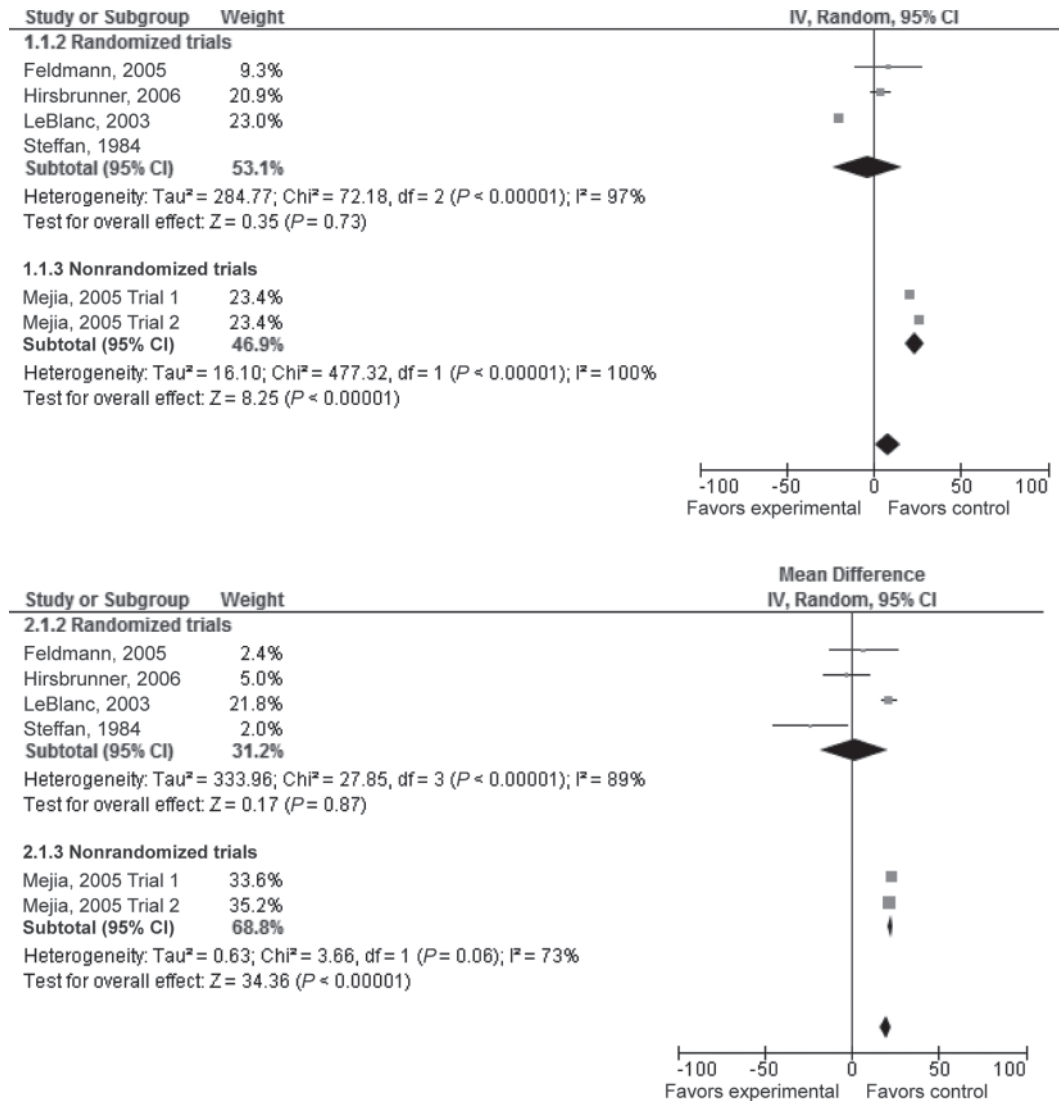 Study or Subgroup Weight IV, Random, 95% CI
1.1.2 Randomized trials
Feldmann, 2005 9.3%
Hirsbrunner, 2006 20.9%
LeBlanc, 2003 23.0%
Steffan, 1984
Subtotal (95% CI) 53.1%
Heterogeneity: Tau² = 284.77; Chi² = 72.18, df = 2 (P < 0.00001); I² = 97%
Test for overall effect: Z = 0.35 (P = 0.73)
1.1.3 Nonrandomized trials
Mejia, 2005 Trial 1 23.4%
Mejia, 2005 Trial 2 23.4%
Subtotal (95% CI) 46.9%
Heterogeneity: Tau² = 16.10; Chi² = 477.32, df = 1 (P < 0.00001); I² = 100%
Test for overall effect: Z = 8.25 (P < 0.00001)
-100 -50 0 50 100
Favors experimental Favors control
Mean Difference
Study or Subgroup Weight IV, Random, 95% CI
2.1.2 Randomized trials
Feldmann, 2005 2.4%
Hirsbrunner, 2006 5.0%
LeBlanc, 2003 21.8%
Steffan, 1984 2.0%
Subtotal (95% CI) 31.2%
Heterogeneity: Tau² = 333.96; Chi² = 27.85, df = 3 (P < 0.00001); I² = 89%
Test for overall effect: Z = 0.17 (P = 0.87)
2.1.3 Nonrandomized trials
Mejia, 2005 Trial 1 33.6%
Mejia, 2005 Trial 2 35.2%
Subtotal (95% CI) 68.8%
Heterogeneity: Tau² = 0.63; Chi² = 3.66, df = 1 (P = 0.06); I² = 73%
Test for overall effect: Z = 34.36 (P < 0.00001)
-100 -50 0 50 100
Favors experimental Favors control